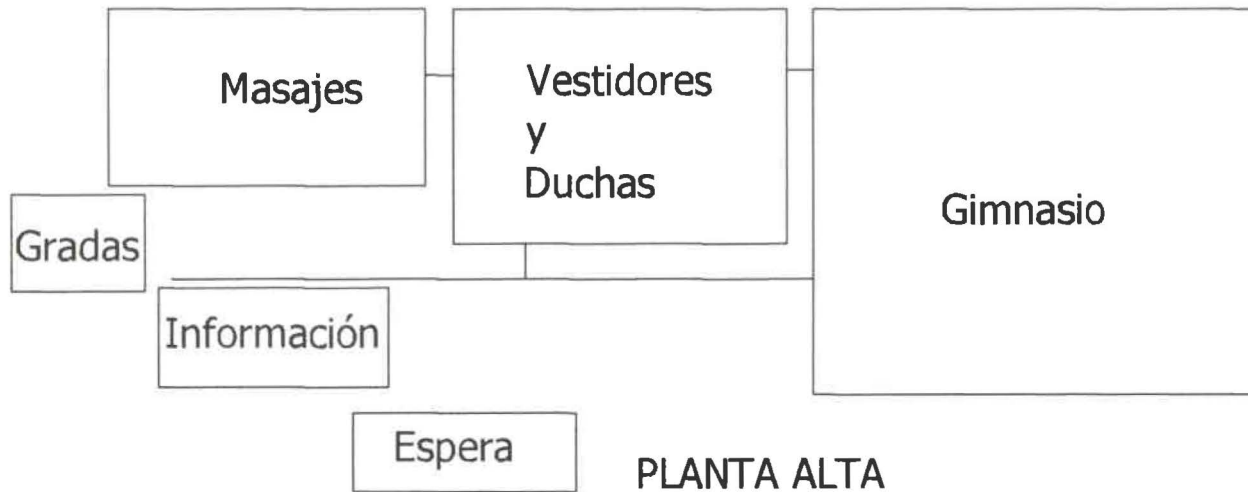 Masajes
Vestidores
y
Duchas
Gimnasio
Gradas
Información
Espera
PLANTA ALTA